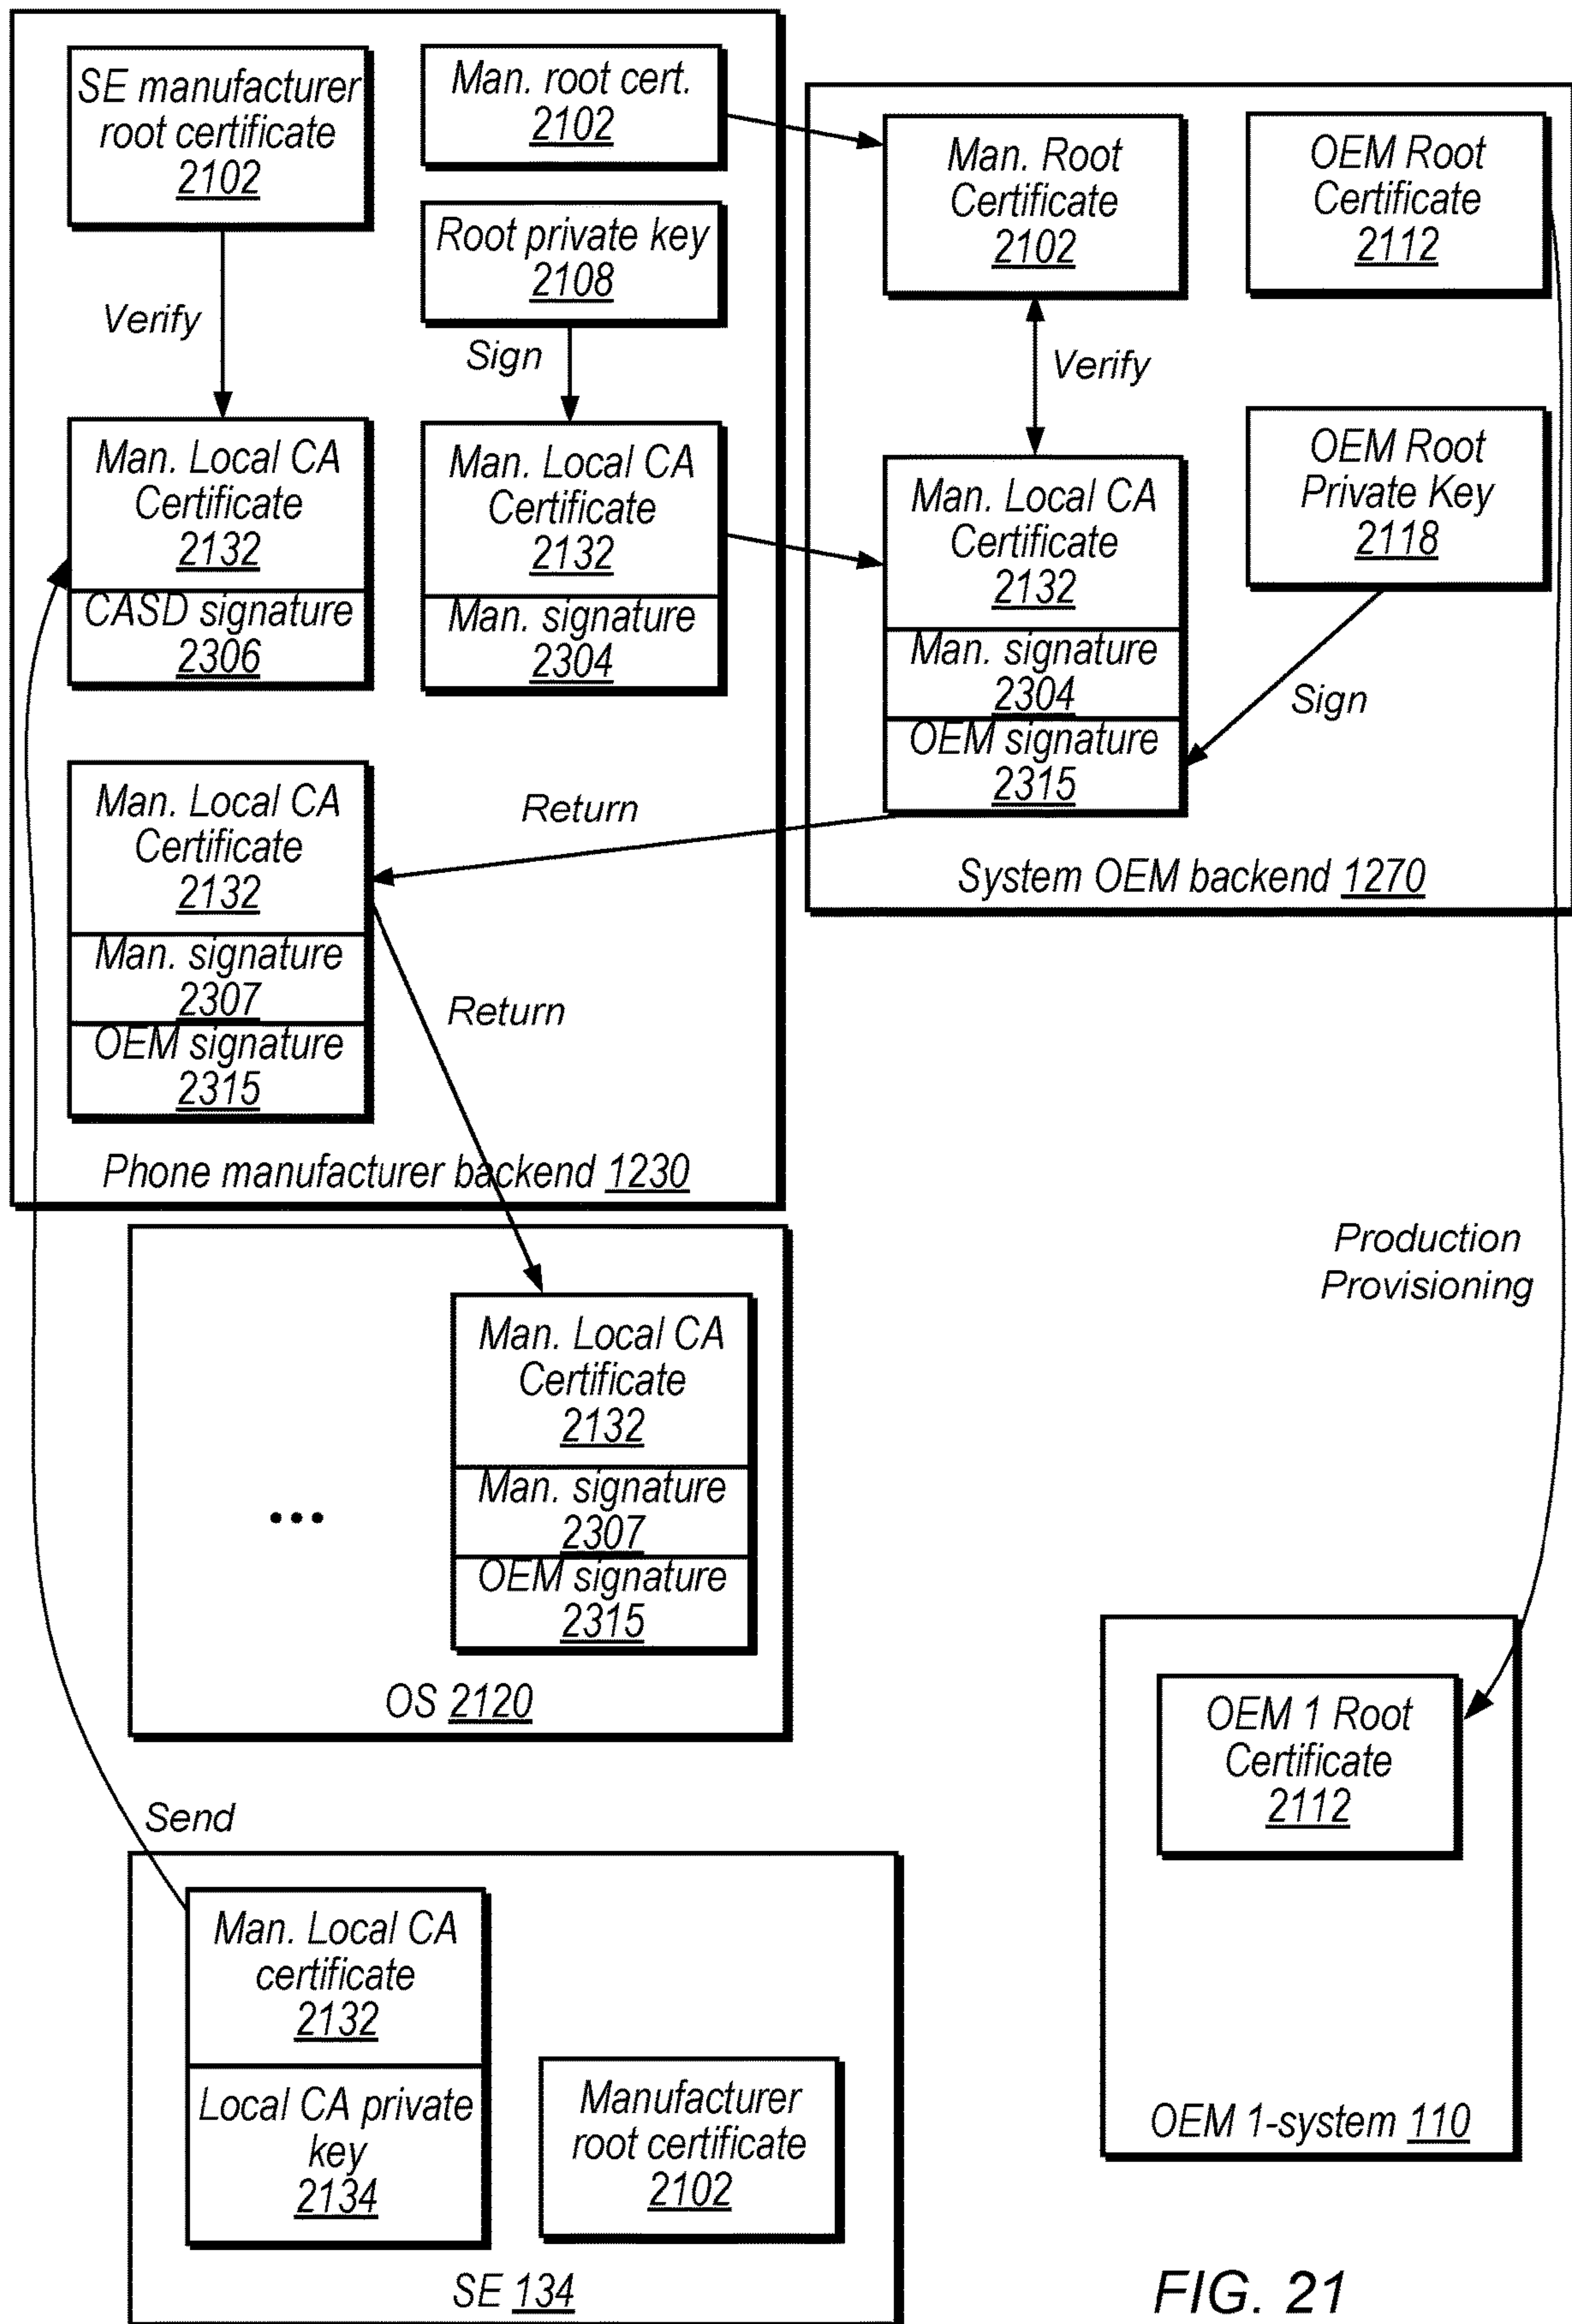 SE manufacturer
root certificate
2102
Man. root cert.
2102
Root private key
2108
Verify
Sign
Man. Local CA
Certificate
2132
CASD signature
2306
Man. Local CA
Certificate
2132
Man. signature
2304
Man. Local CA
Certificate
2132
Man. signature
2307
OEM signature
2315
Return
Return
Phone manufacturer backend 1230
Man. Root
Certificate
2102
OEM Root
Certificate
2112
Verify
Man. Local CA
Certificate
2132
Man. signature
2304
OEM signature
2315
OEM Root
Private Key
2118
Sign
System OEM backend 1270
Production
Provisioning
Man. Local CA
Certificate
2132
Man. signature
2307
OEM signature
2315
...
OS 2120
OEM 1 Root
Certificate
2112
OEM 1-system 110
Send
Man. Local CA
certificate
2132
Local CA private
key
2134
Manufacturer
root certificate
2102
SE 134
FIG. 21